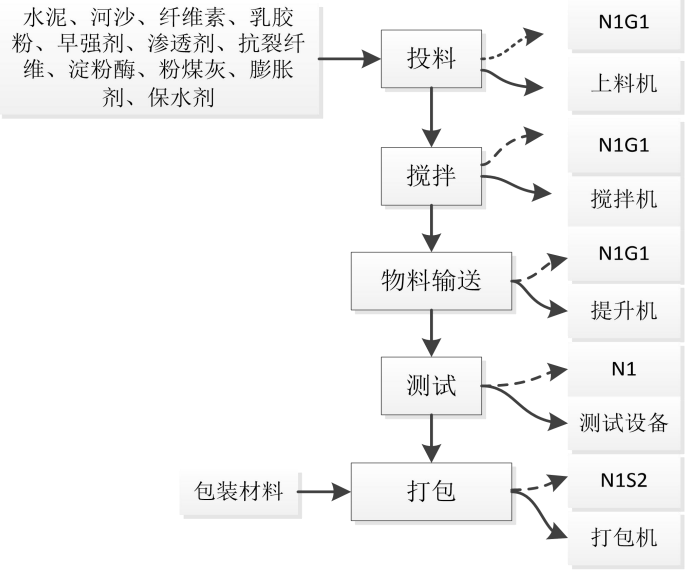 水泥、河沙、纤维素、乳胶
粉、早强剂、渗透剂、抗裂纤
维、淀粉酶、粉煤灰、膨胀
剂、保水剂
投料
N1G1
上料机
搅拌
N1G1
搅拌机
物料输送
N1G1
提升机
测试
N1
测试设备
包装材料
打包
N1S2
打包机